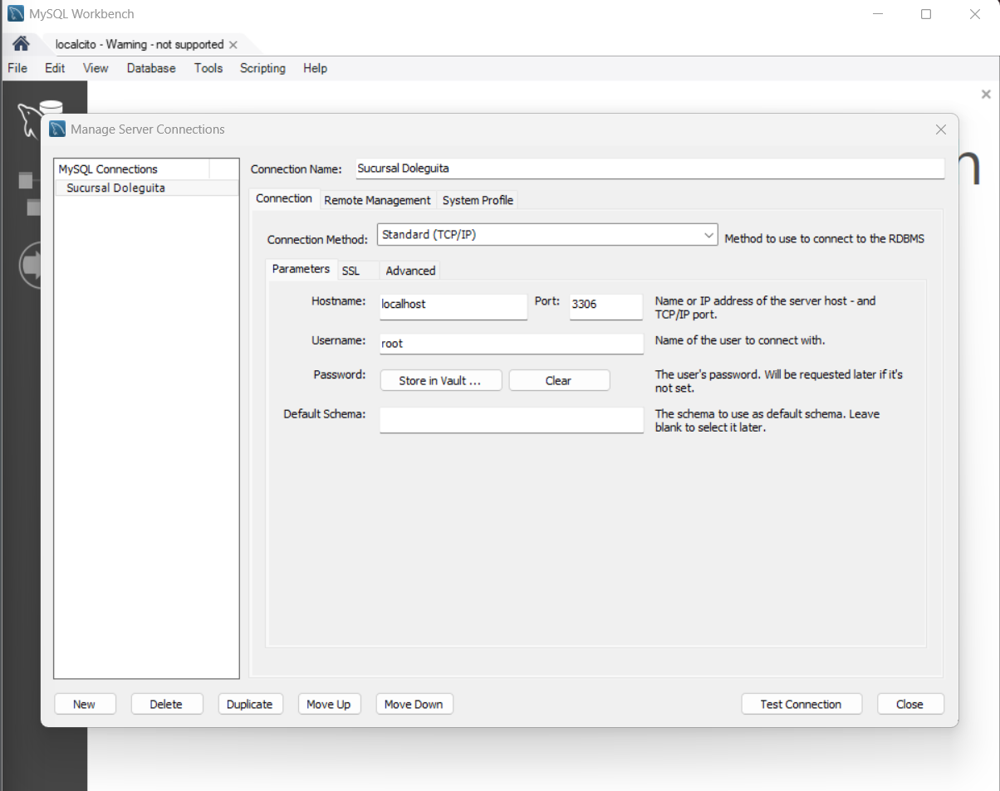 MySQL Workbench
localcito - Warning - not supported
File Edit View Database Tools Scripting Help
Manage Server Connections
MySQL Connections
Sucursal Doleguita
Connection Name: Sucursal Doleguita
Connection Remote Management System Profile
Connection Method: Standard (TCP/IP) Method to use to connect to the RDBMS
Parameters SSL Advanced
Hostname: localhost Port: 3306 Name or IP address of the server host - and
TCP/IP port.
Username: root Name of the user to connect with.
Password: Store in Vault ... Clear The user's password. Will be requested later if it's
not set.
Default Schema: The schema to use as default schema. Leave
blank to select it later.
New Delete Duplicate Move Up Move Down Test Connection Close